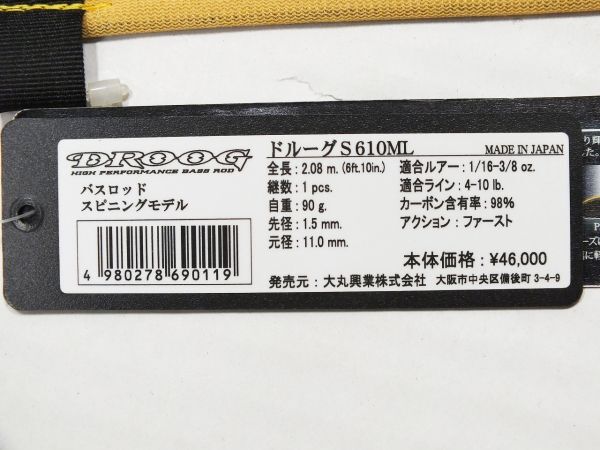 DROOG
HIGH PERFORMANCE BASS ROD
バスロッド
スピニングモデル
4 980278 690119
ドルーグS 610ML
MADE IN JAPAN
全長 : 2.08 m. (6ft.10in.)
継数 : 1 pcs.
自重 : 90 g.
先径 : 1.5 mm.
元径 : 11.0 mm.
適合ルアー : 1/16-3/8 oz.
適合ライン : 4-10 lb.
カーボン含有率 : 98%
アクション : ファースト
本体価格 : ¥46,000
発売元 : 大丸興業株式会社 大阪市中央区備後町 3-4-9